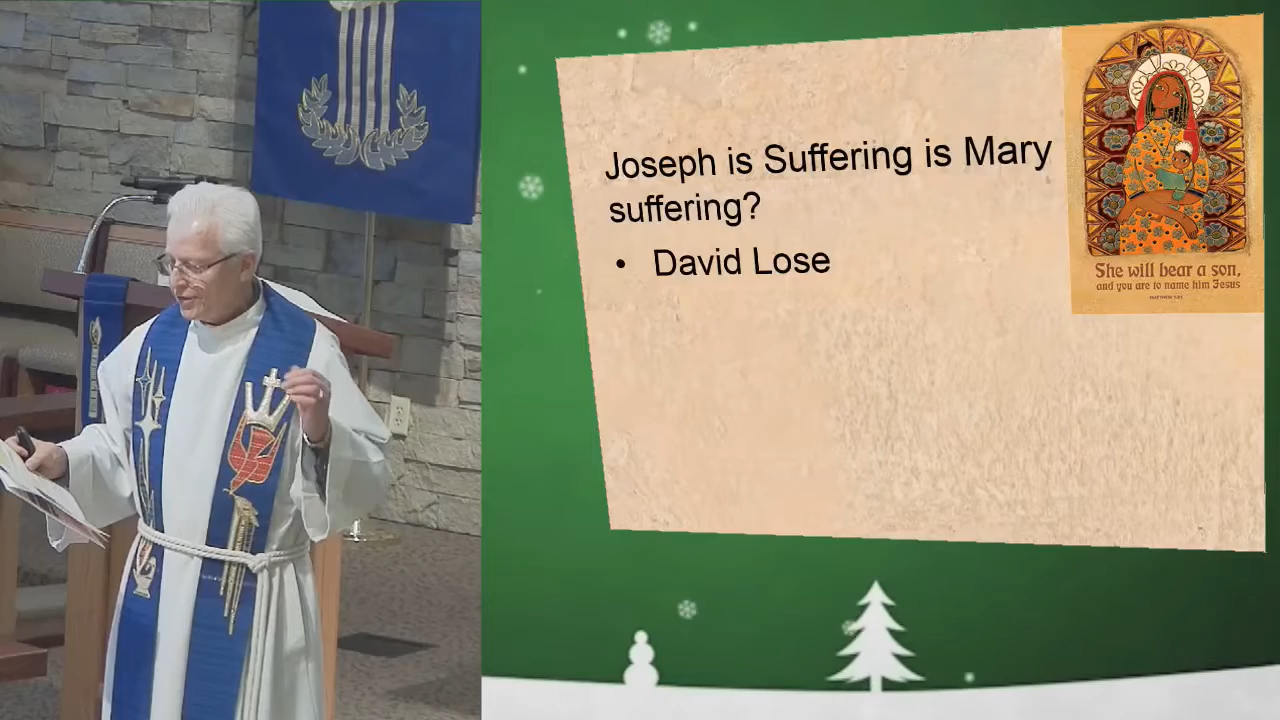 Joseph is Suffering is Mary
suffering?
• David Lose
She will bear a son,
and you are to name him Jesus